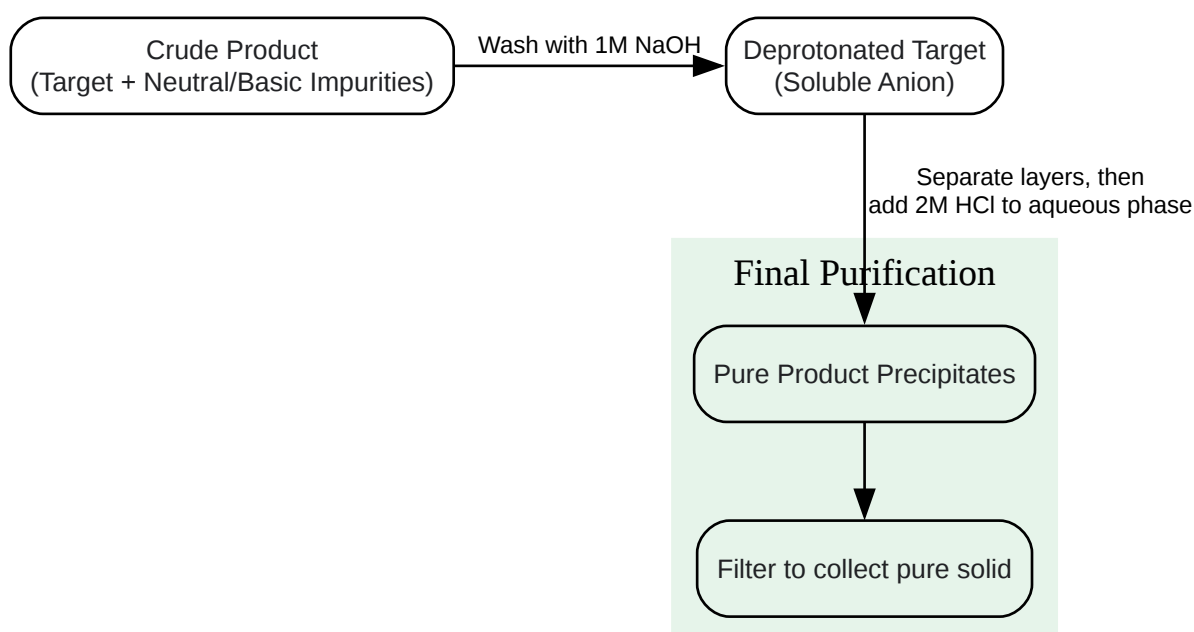 Crude Product
(Target + Neutral/Basic Impurities)
Wash with 1M NaOH
Deprotonated Target
(Soluble Anion)
Separate layers, then
add 2M HCl to aqueous phase
Final Purification
Pure Product Precipitates
Filter to collect pure solid